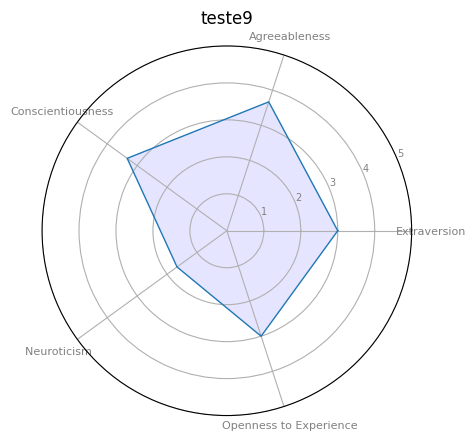 teste9
Agreeableness
Conscientiousness
5
4
3
2
1
Extraversion
Neuroticism
Openness to Experience